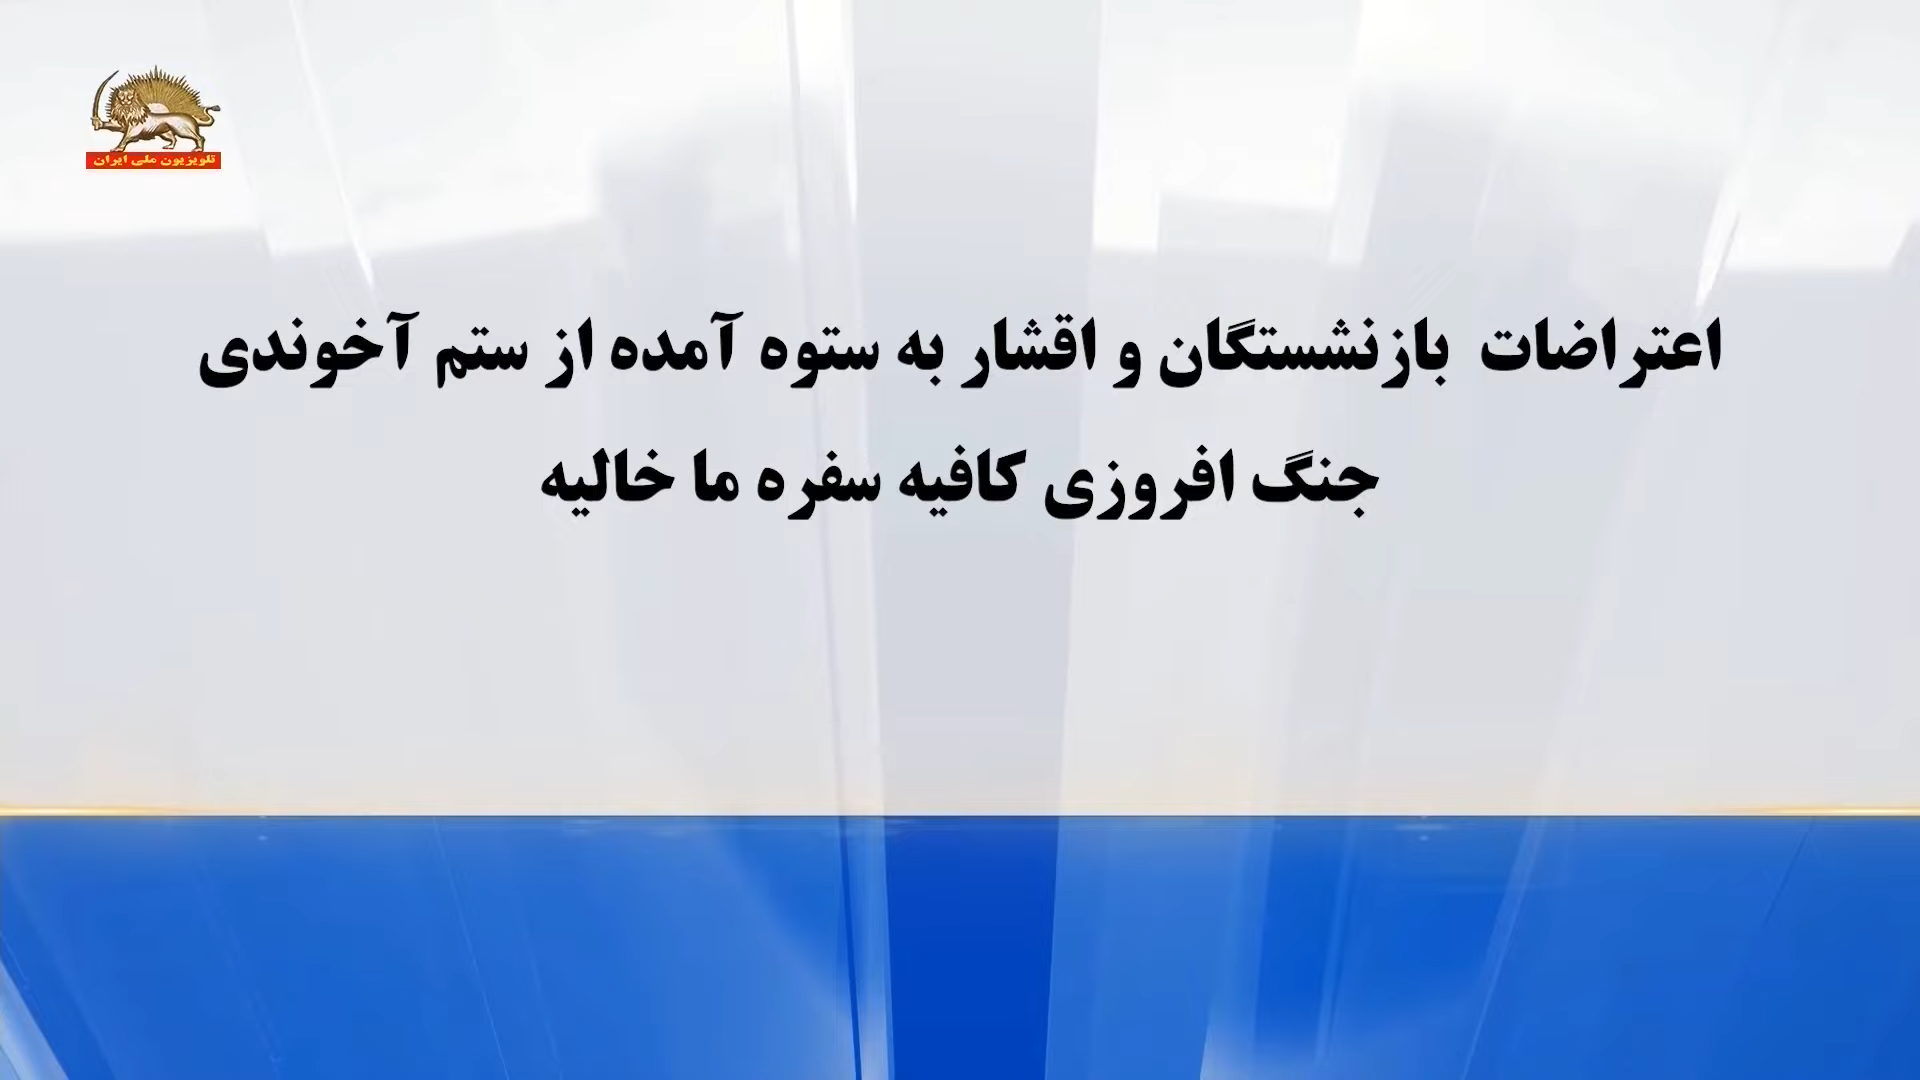 تلویزیون ملی ایران
اعتراضات بازنشستگان و اقشار به ستوه آمده از ستم آخوندی
جنگ افروزی کافیه سفره ما خالیه